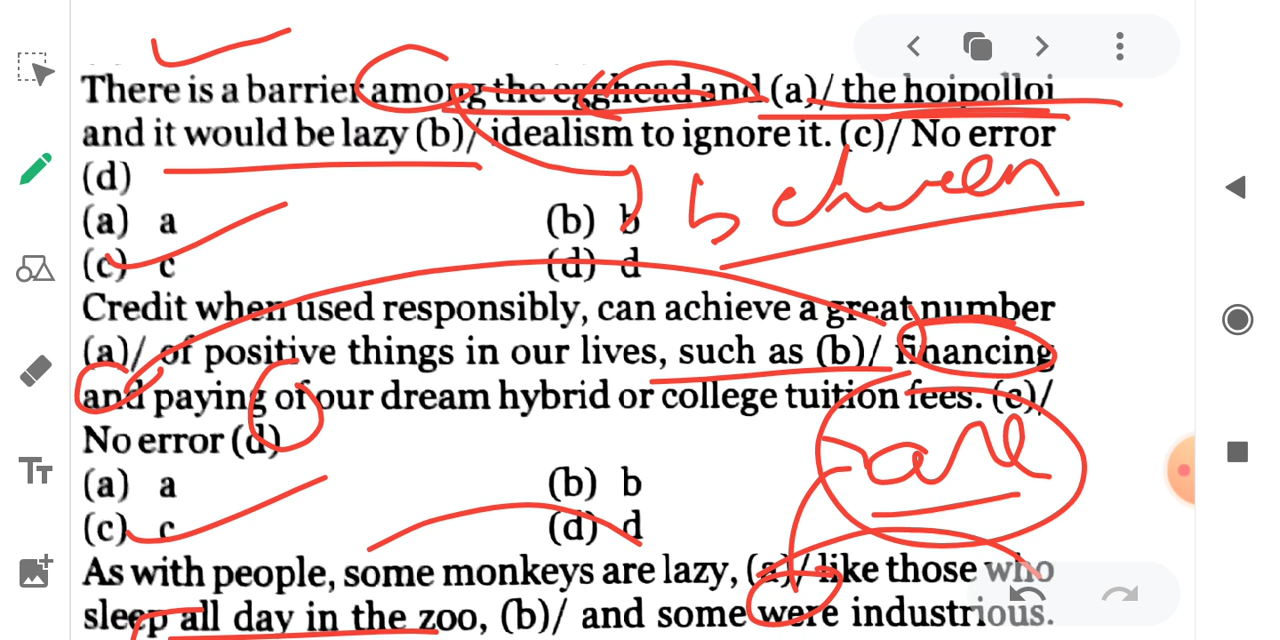 There is a barrier among the egghead and (a)/ the hoipolloi
and it would be lazy (b)/ idealism to ignore it. (c)/ No error
(d)
(a) a (b) b
between
(c) c (d) d
Credit when used responsibly, can achieve a great number
(a)/ of positive things in our lives, such as (b)/ financing
and paying of our dream hybrid or college tuition fees. (c)/
No error (d)
are
(a) a (b) b
(c) c (d) d
As with people, some monkeys are lazy, (a)/ like those who
sleep all day in the zoo, (b)/ and some were industrious.
Tт